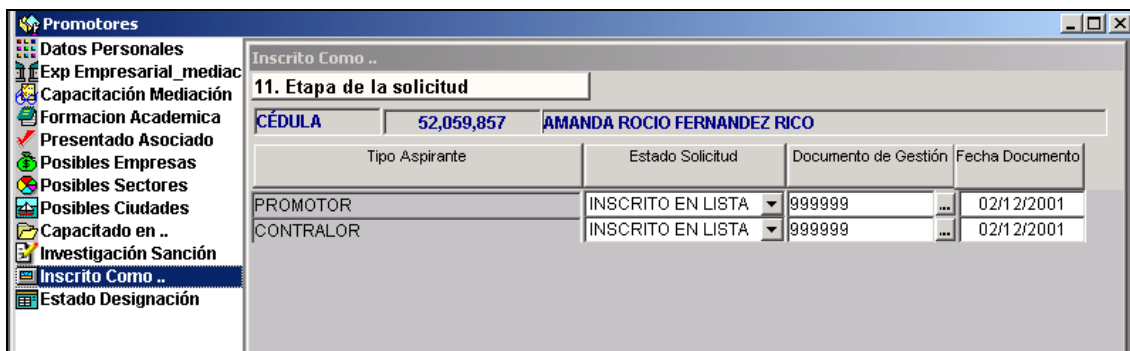 Promotores
Datos Personales
Exp Empresarial_mediac
Capacitación Mediación
Formacion Academica
Presentado Asociado
Posibles Empresas
Posibles Sectores
Posibles Ciudades
Capacitado en ..
Investigación Sanción
Inscrito Como ..
Estado Designación
Inscrito Como ..
11. Etapa de la solicitud
CÉDULA 52,059,857 AMANDA ROCIO FERNANDEZ RICO
Tipo Aspirante Estado Solicitud Documento de Gestión Fecha Documento
PROMOTOR INSCRITO EN LISTA 999999 ... 02/12/2001
CONTRALOR INSCRITO EN LISTA 999999 ... 02/12/2001